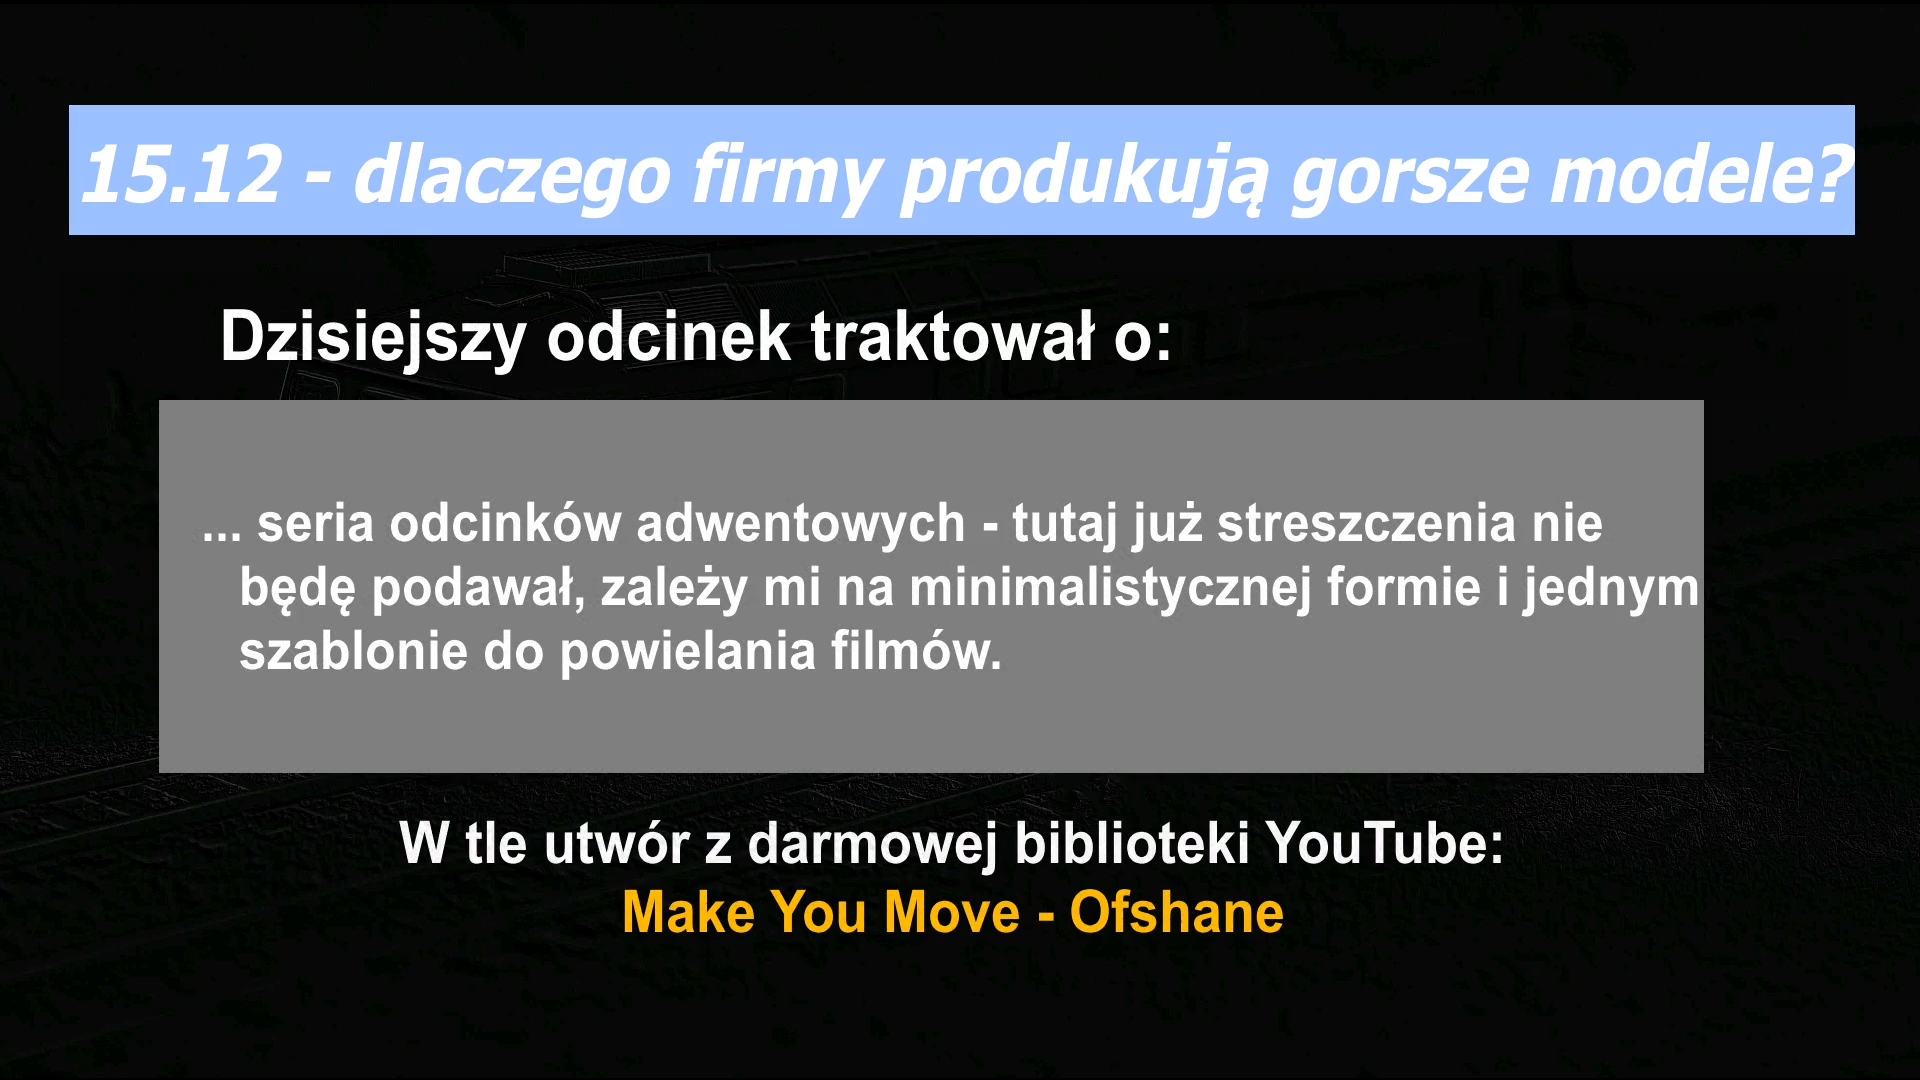 15.12 - dlaczego firmy produkują gorsze modele?
Dzisiejszy odcinek traktował o:
... seria odcinków adwentowych - tutaj już streszczenia nie
będę podawał, zależy mi na minimalistycznej formie i jednym
szablonie do powielania filmów.
W tle utwór z darmowej biblioteki YouTube:
Make You Move - Ofshane